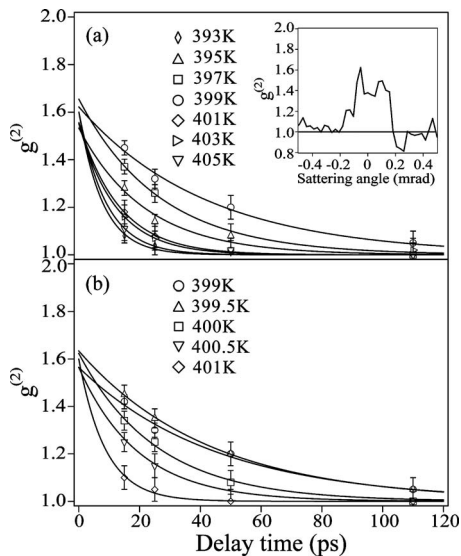 (a)
393K
395K
397K
399K
401K
403K
405K
g(2)
2.0
1.8
1.6
1.4
1.2
1.0
g(2)
2.0
1.8
1.6
1.4
1.2
1.0
0.8
-0.4 -0.2 0 0.2 0.4
Sattering angle (mrad)
(b)
399K
399.5K
400K
400.5K
401K
g(2)
2.0
1.8
1.6
1.4
1.2
1.0
0 20 40 60 80 100 120
Delay time (ps)